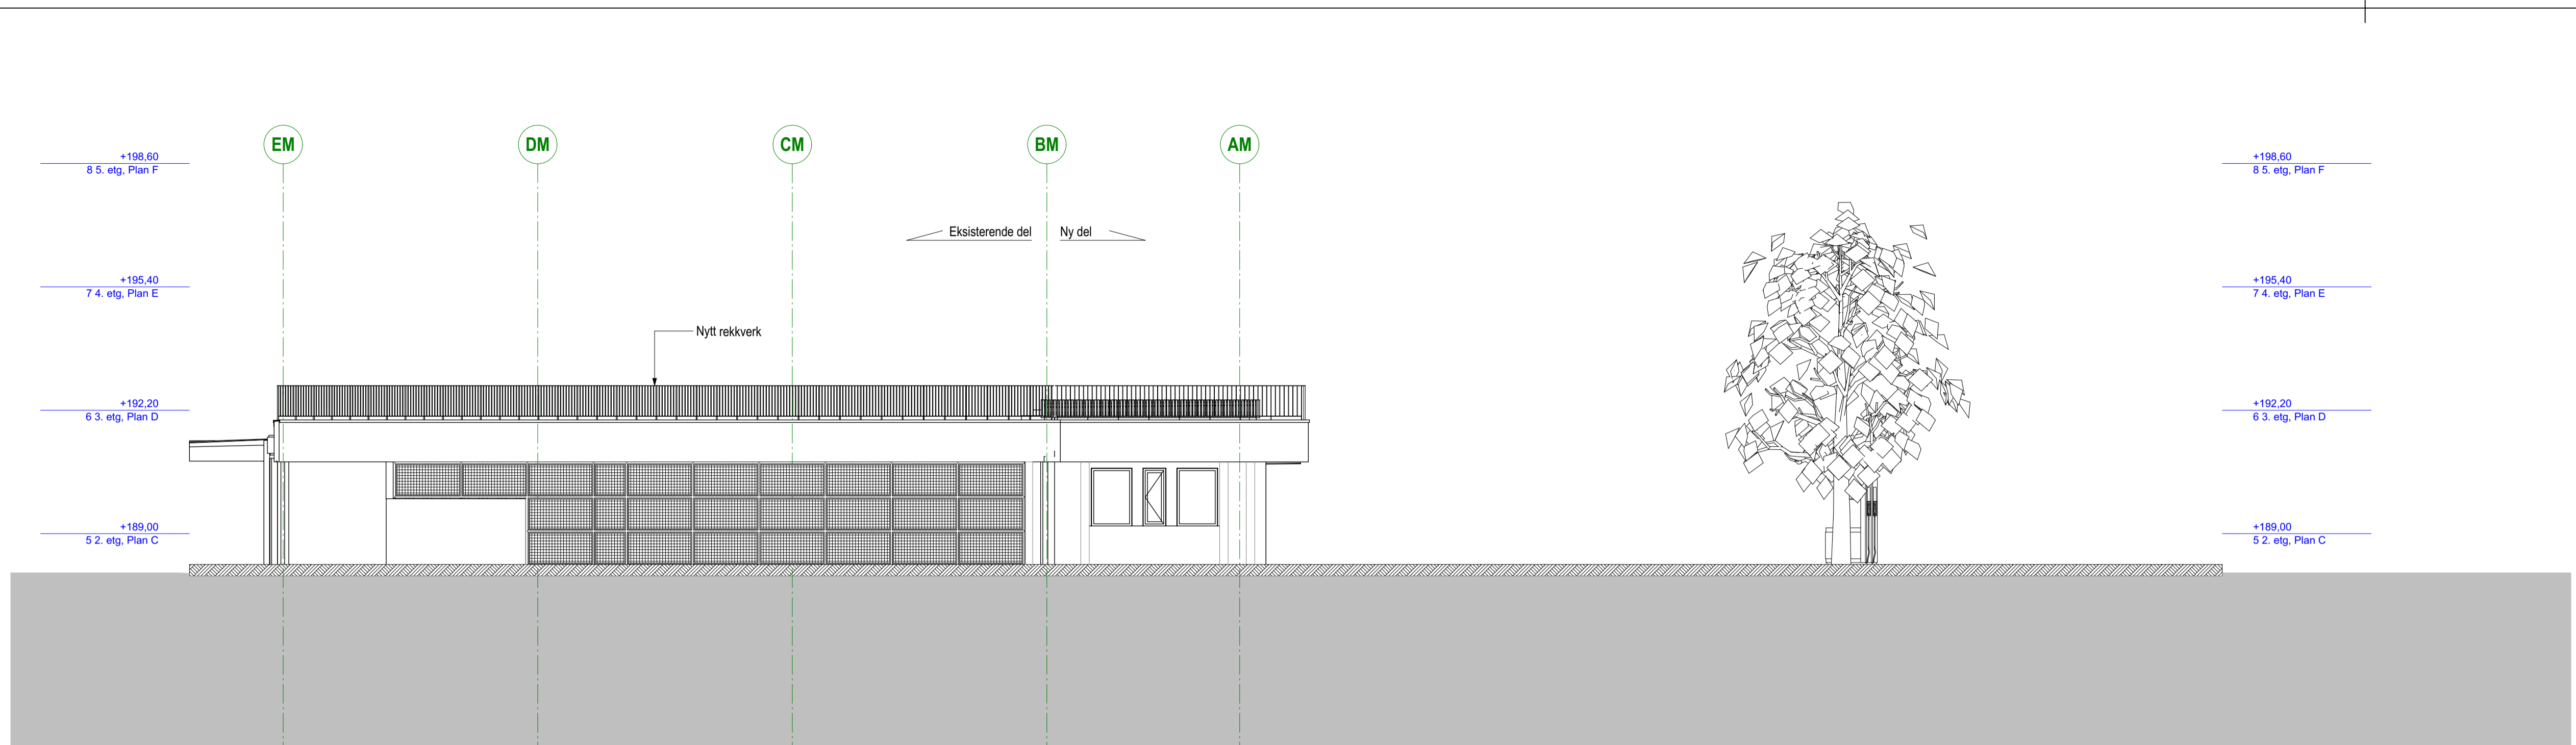 EM
DM
CM
BM
AM
+198,60
8 5. etg, Plan F
+198,60
8 5. etg, Plan F
Eksisterende del
Ny del
+195,40
7 4. etg, Plan E
+195,40
7 4. etg, Plan E
Nytt rekkverk
+192,20
6 3. etg, Plan D
+192,20
6 3. etg, Plan D
+189,00
5 2. etg, Plan C
+189,00
5 2. etg, Plan C